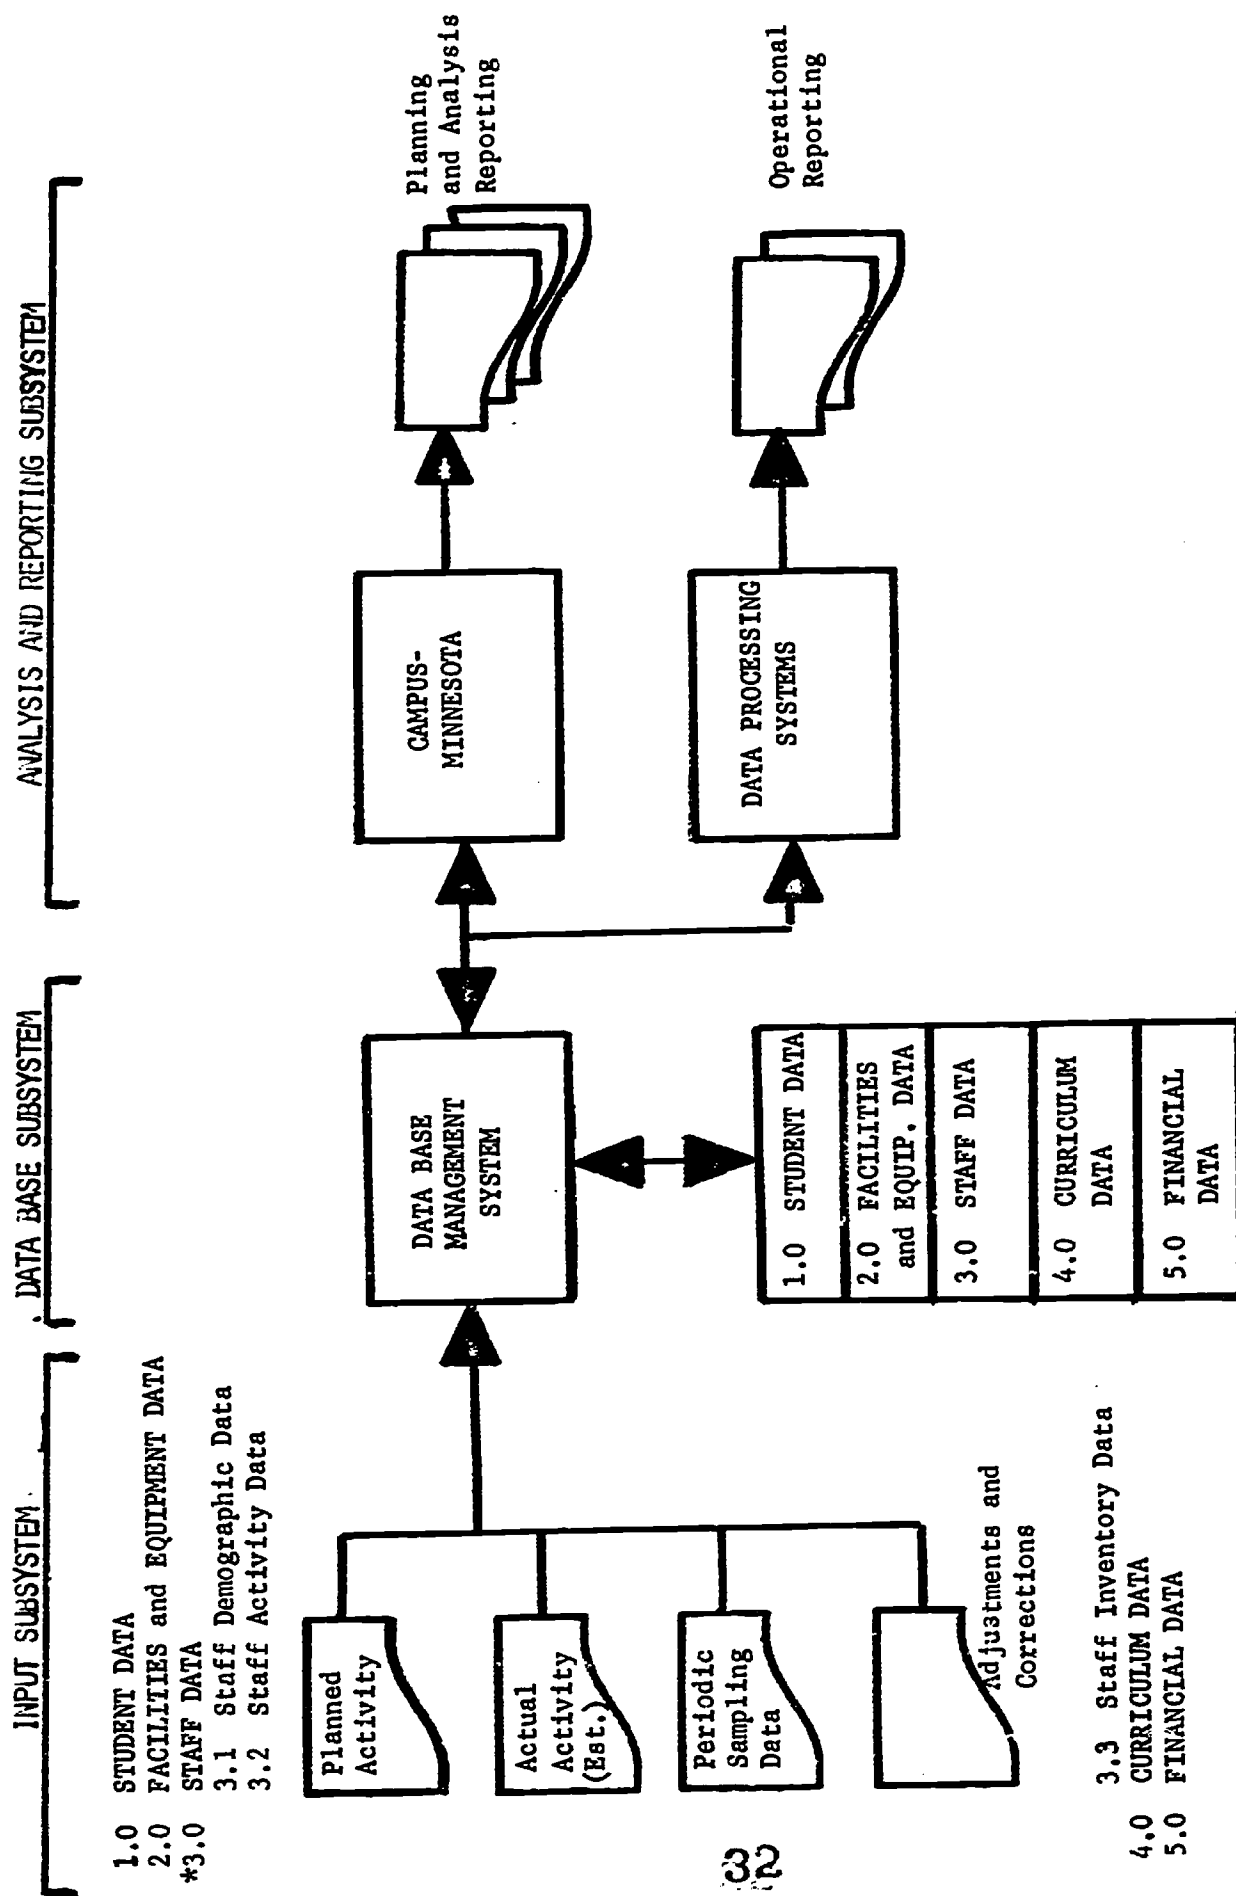 INPUT SUBSYSTEM
DATA BASE SUBSYSTEM
ANALYSIS AND REPORTING SUBSYSTEM
1.0 STUDENT DATA
2.0 FACILITIES and EQUIPMENT DATA
*3.0 STAFF DATA
3.1 Staff Demographic Data
3.2 Staff Activity Data
Planned
Activity
Actual
Activity
(Est.)
Periodic
Sampling
Data
Adjustments and
Corrections
3.3 Staff Inventory Data
4.0 CURRICULUM DATA
5.0 FINANCIAL DATA
DATA BASE
MANAGEMENT
SYSTEM
1.0 STUDENT DATA
2.0 FACILITIES
and EQUIP. DATA
3.0 STAFF DATA
4.0 CURRICULUM
DATA
5.0 FINANCIAL
DATA
CAMPUS-
MINNESOTA
DATA PROCESSING
SYSTEMS
Planning
and Analysis
Reporting
Operational
Reporting
32